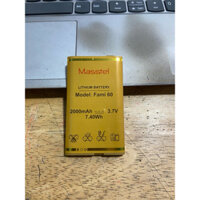 Masstel
LITHIUM BATTERY
Model: Fami 60
2000mAh 3.7V
7.40Wh